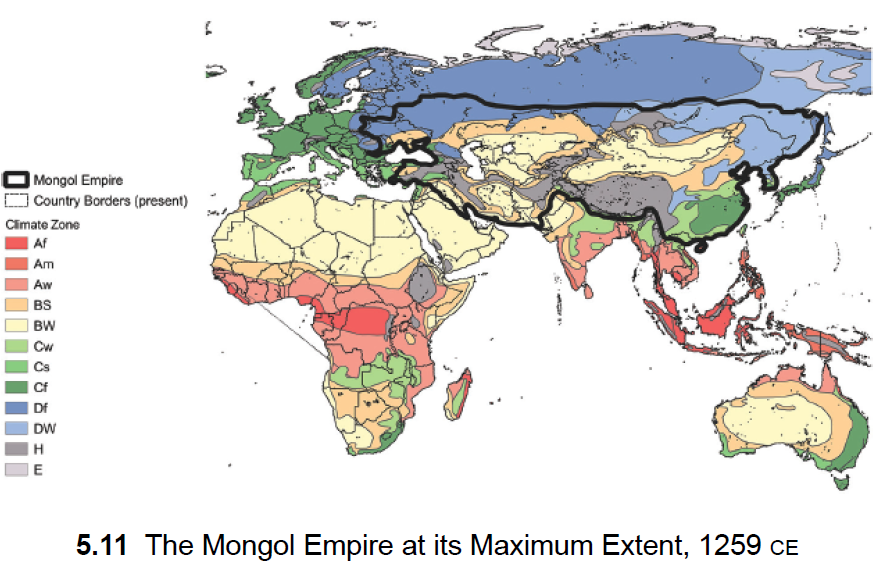 Mongol Empire
Country Borders (present)
Climate Zone
Af
Am
Aw
BS
BW
Cw
Cs
Cf
Df
DW
H
E
5.11 The Mongol Empire at its Maximum Extent, 1259 CE